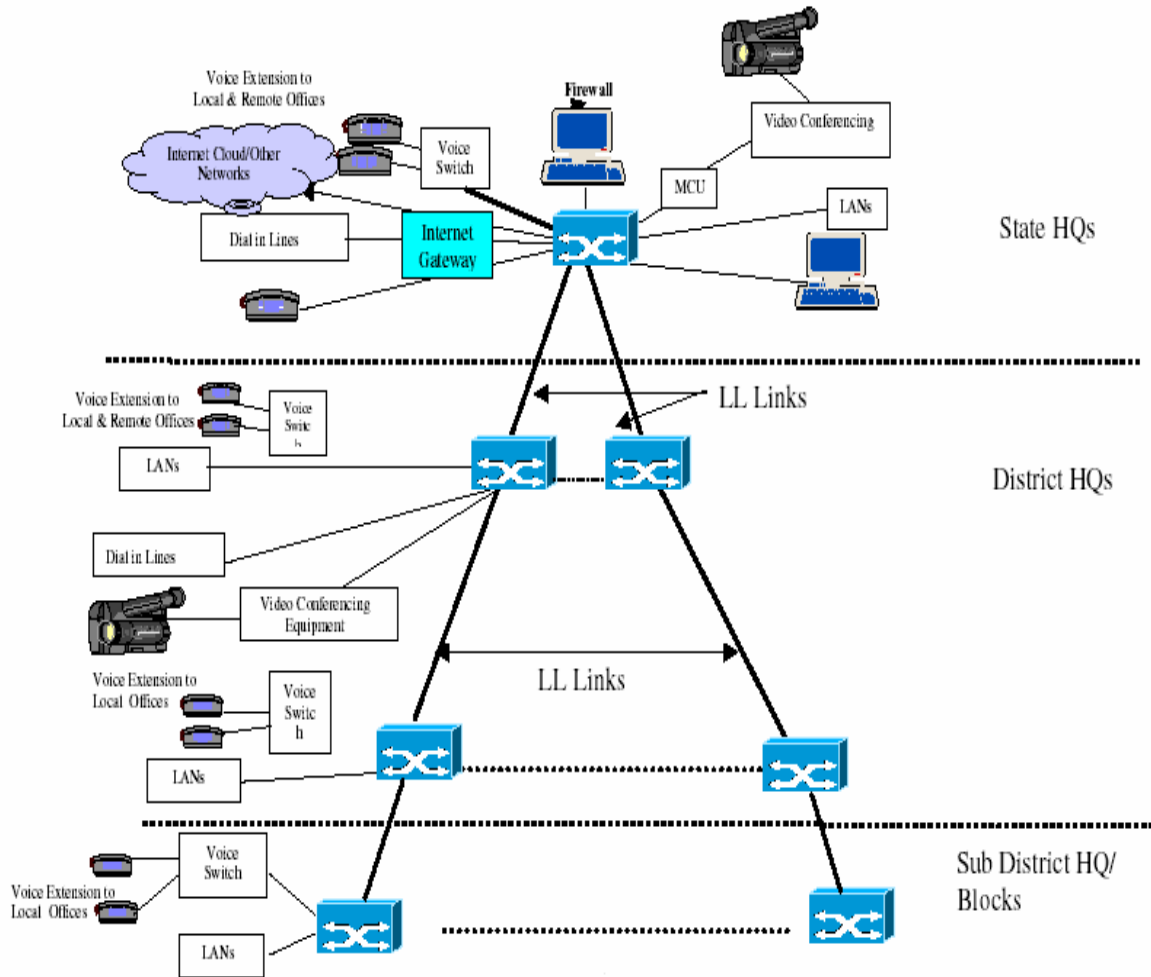 Voice Extension to
Local & Remote Offices
Firewall
Video Conferencing
Internet Cloud/Other
Networks
Voice
Switch
MCU
LANs
Dial in Lines
Internet
Gateway
State HQs
Voice Extension to
Local & Remote Offices
Voice
Switc
h
LL Links
LANs
District HQs
Dial in Lines
Video Conferencing
Equipment
LL Links
Voice Extension to
Local Offices
Voice
Switc
h
LANs
Voice
Switch
Voice Extension to
Local Offices
Sub District HQ/
Blocks
LANs